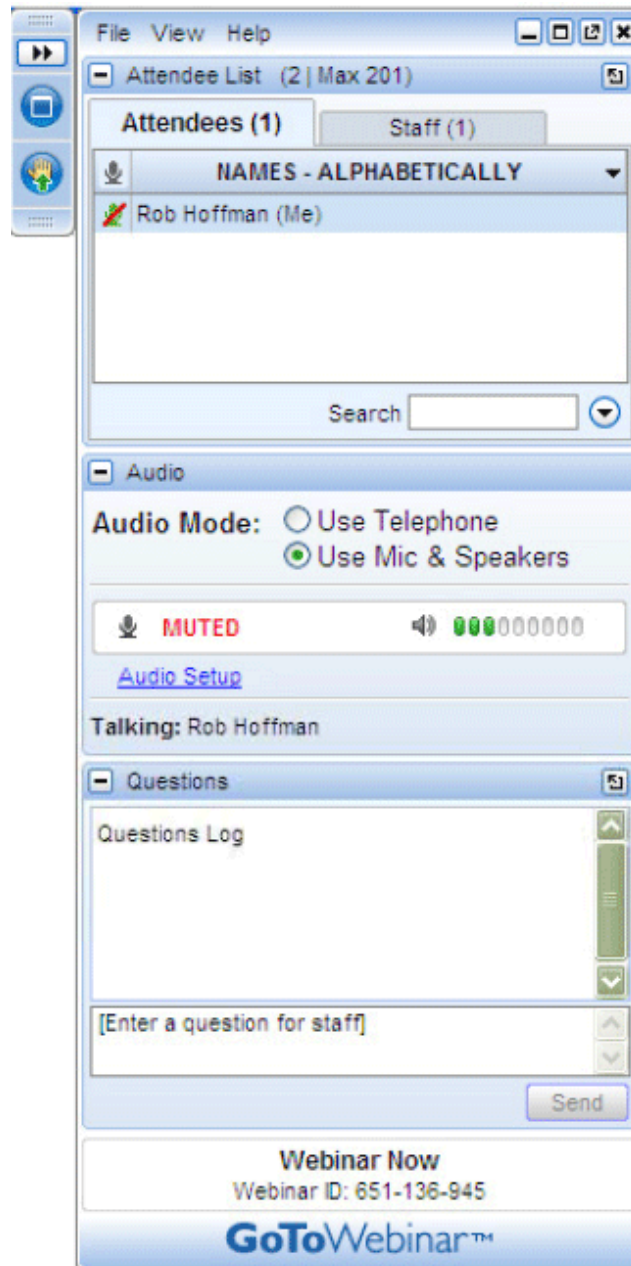 File View Help
Attendee List (2 | Max 201)
Attendees (1)
Staff (1)
NAMES - ALPHABETICALLY
Rob Hoffman (Me)
Search
Audio
Audio Mode: Use Telephone
Use Mic & Speakers
MUTED
Audio Setup
Talking: Rob Hoffman
Questions
Questions Log
[Enter a question for staff]
Send
Webinar Now
Webinar ID: 651-136-945
GoToWebinar™